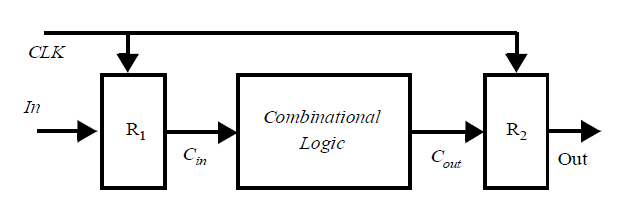 CLK
In
R1
Cin
Combinational
Logic
Cout
R2
Out